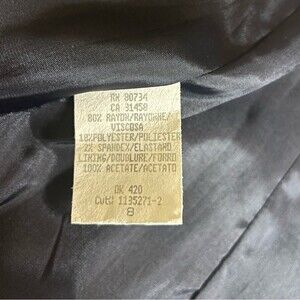 RN 80734
CA 31458
80% RAYON/RAYONNE/
VISCOSA
18%POLYESTER/POLIESTER
2% SPANDEX/ELASTANO
LINING/DOUBLURE/FORRO
100% ACETATE/ACETATO
DK 420
Cut# 1135271-2
8